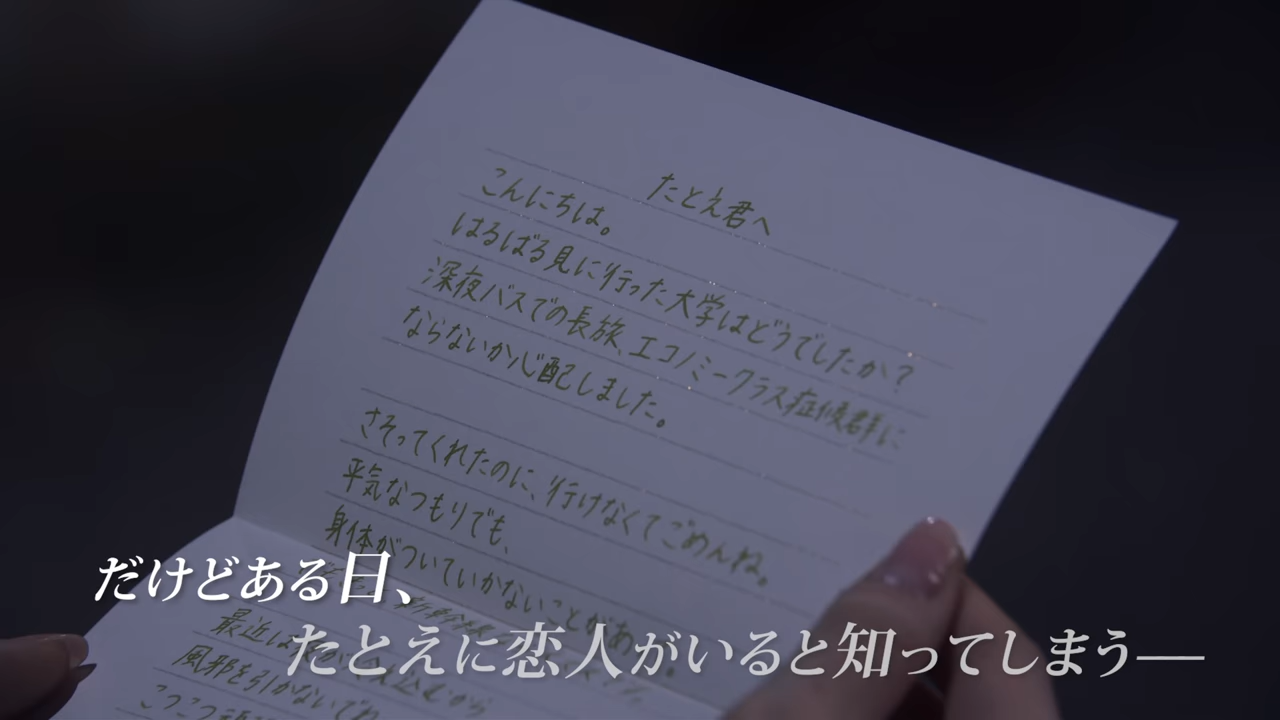 たとえ君へ
こんにちは。
はるばる見に行った大学はどうでしたか?
深夜バスでの長旅、エコノミークラス症候群に
ならないか心配しました。
さそってくれたのに、行けなくてごめんね。
平気なつもりでも、
身体がついていかないことがあ
最近は
風邪を引かないでね
だけどある日、
たとえに恋人がいると知ってしまう──